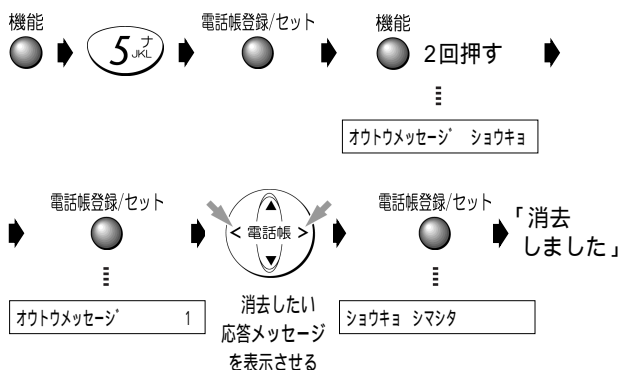 機能
5 ナ JKL
電話帳登録/セット
機能
2回押す
オウトウメッセージ ショウキョ
電話帳登録/セット
オウトウメッセージ 1
< 電話帳 >
消去したい
応答メッセージ
を表示させる
電話帳登録/セット
ショウキョ シマシタ
「消去
しました」